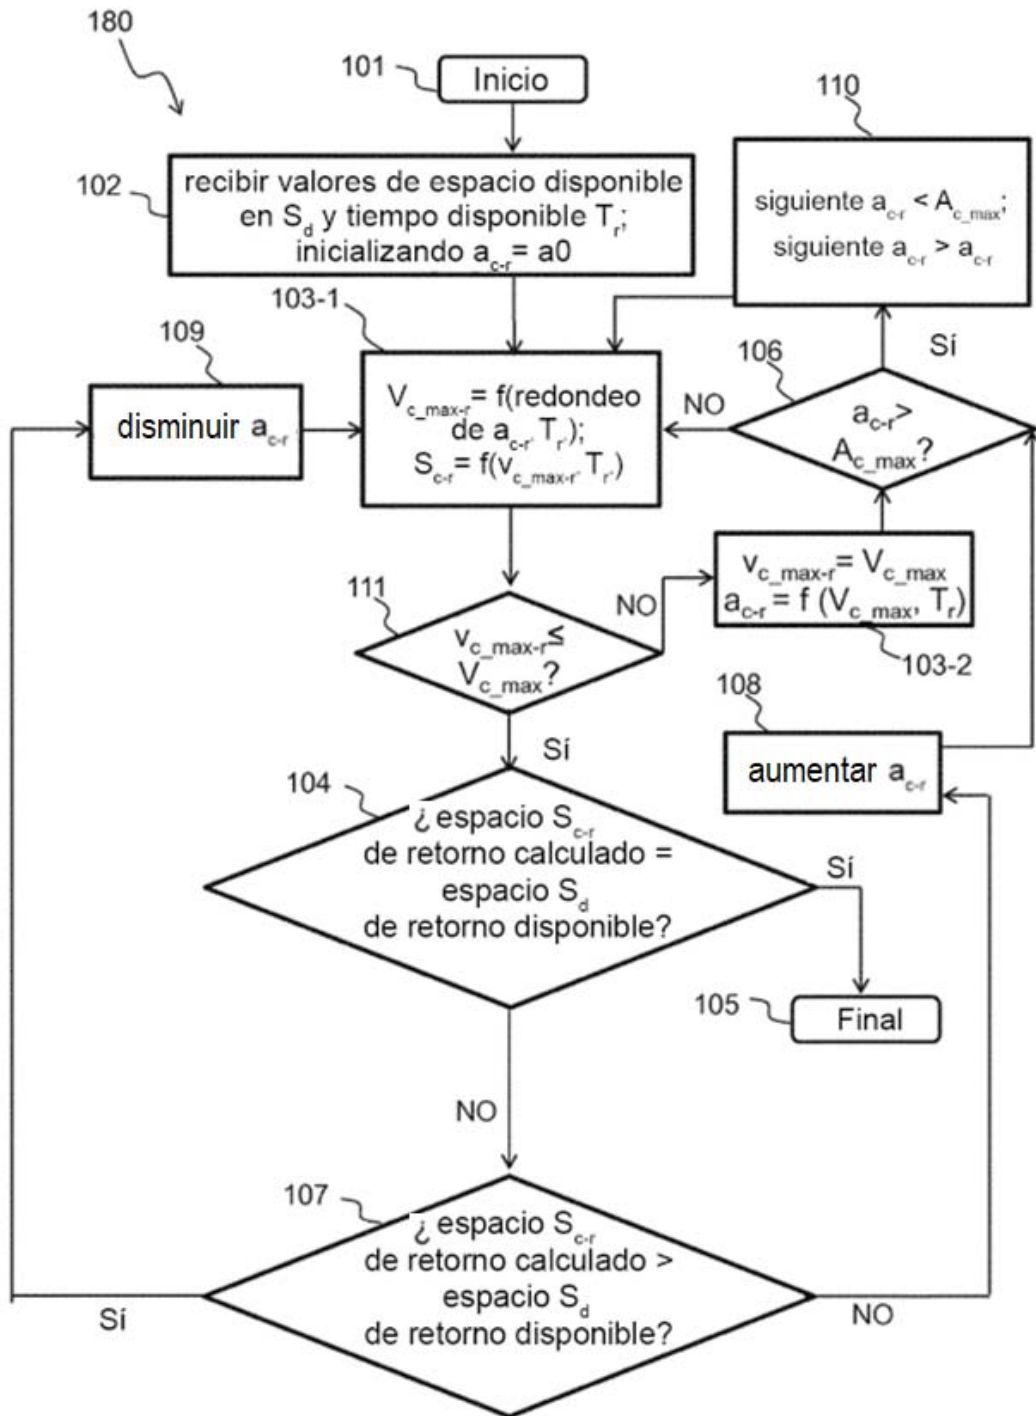 180
101
Inicio
110
102
recibir valores de espacio disponible
en S_d y tiempo disponible T_r;
inicializando a_c-r = a0
siguiente a_c-r < A_c_max;
siguiente a_c-r > a_c-r
103-1
109
disminuir a_c-r
V_c_max-r = f(redondeo
de a_c-r, T_r);
S_c-r = f(v_c_max-r, T_r)
NO
106
Sí
a_c-r >
A_c_max?
111
v_c_max-r ≤
V_c_max?
NO
v_c_max-r = V_c_max
a_c-r = f (V_c_max, T_r)
103-2
Sí
108
aumentar a_c-r
104
¿ espacio S_c-r
de retorno calculado =
espacio S_d
de retorno disponible?
Sí
105
Final
NO
107
¿ espacio S_c-r
de retorno calculado >
espacio S_d
de retorno disponible?
Sí
NO